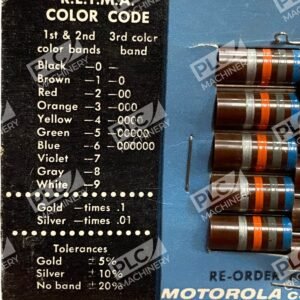 R.E.T.M.A.
COLOR CODE
1st & 2nd 3rd color
color bands band
Black -0- —
Brown -1- 0
Red -2- 00
Orange -3- 000
Yellow -4- 0000
Green -5- 00000
Blue -6- 000000
Violet -7
Gray -8
White -9
Gold -times .1
Silver -times .01
Tolerances
Gold ± 5%
Silver ± 10%
No band ± 20%
RE-ORDER
MOTOROLA
PLC
MACHINERY